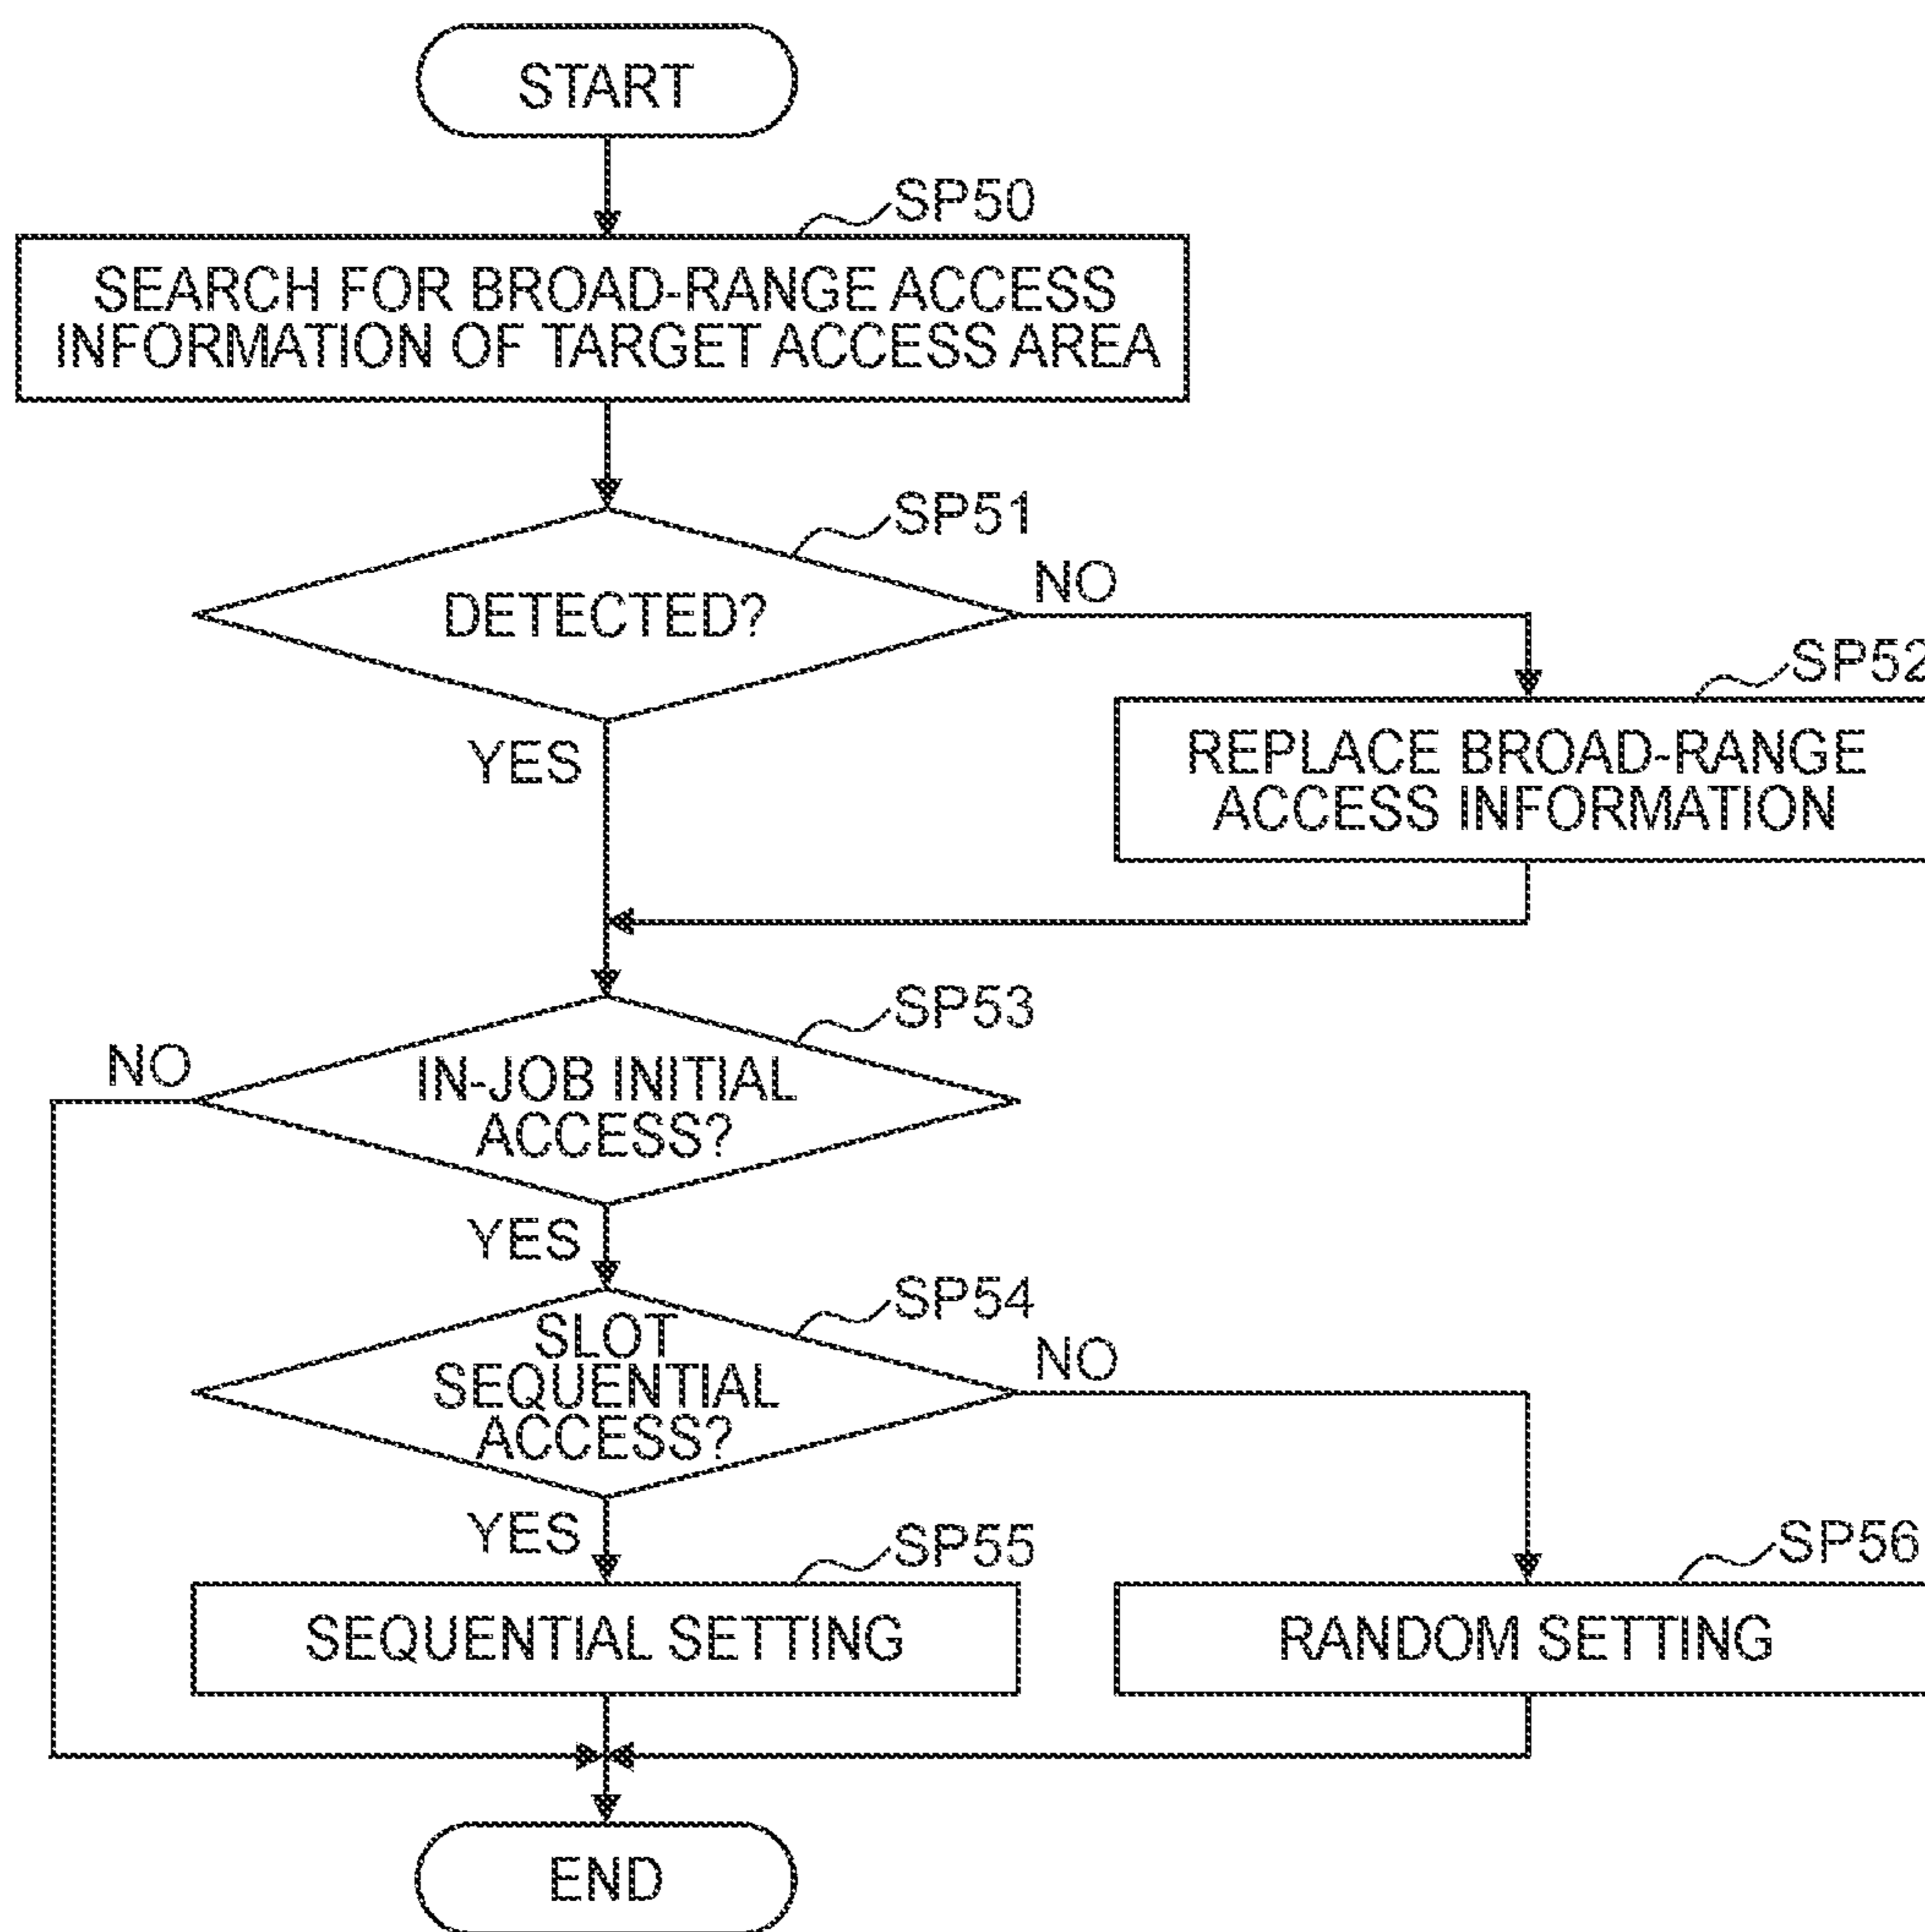 START
SP50
SEARCH FOR BROAD-RANGE ACCESS
INFORMATION OF TARGET ACCESS AREA
SP51
DETECTED?
NO
SP52
YES
REPLACE BROAD-RANGE
ACCESS INFORMATION
SP53
NO
IN-JOB INITIAL
ACCESS?
YES
SP54
SLOT
SEQUENTIAL
ACCESS?
NO
YES
SP55
SP56
SEQUENTIAL SETTING
RANDOM SETTING
END